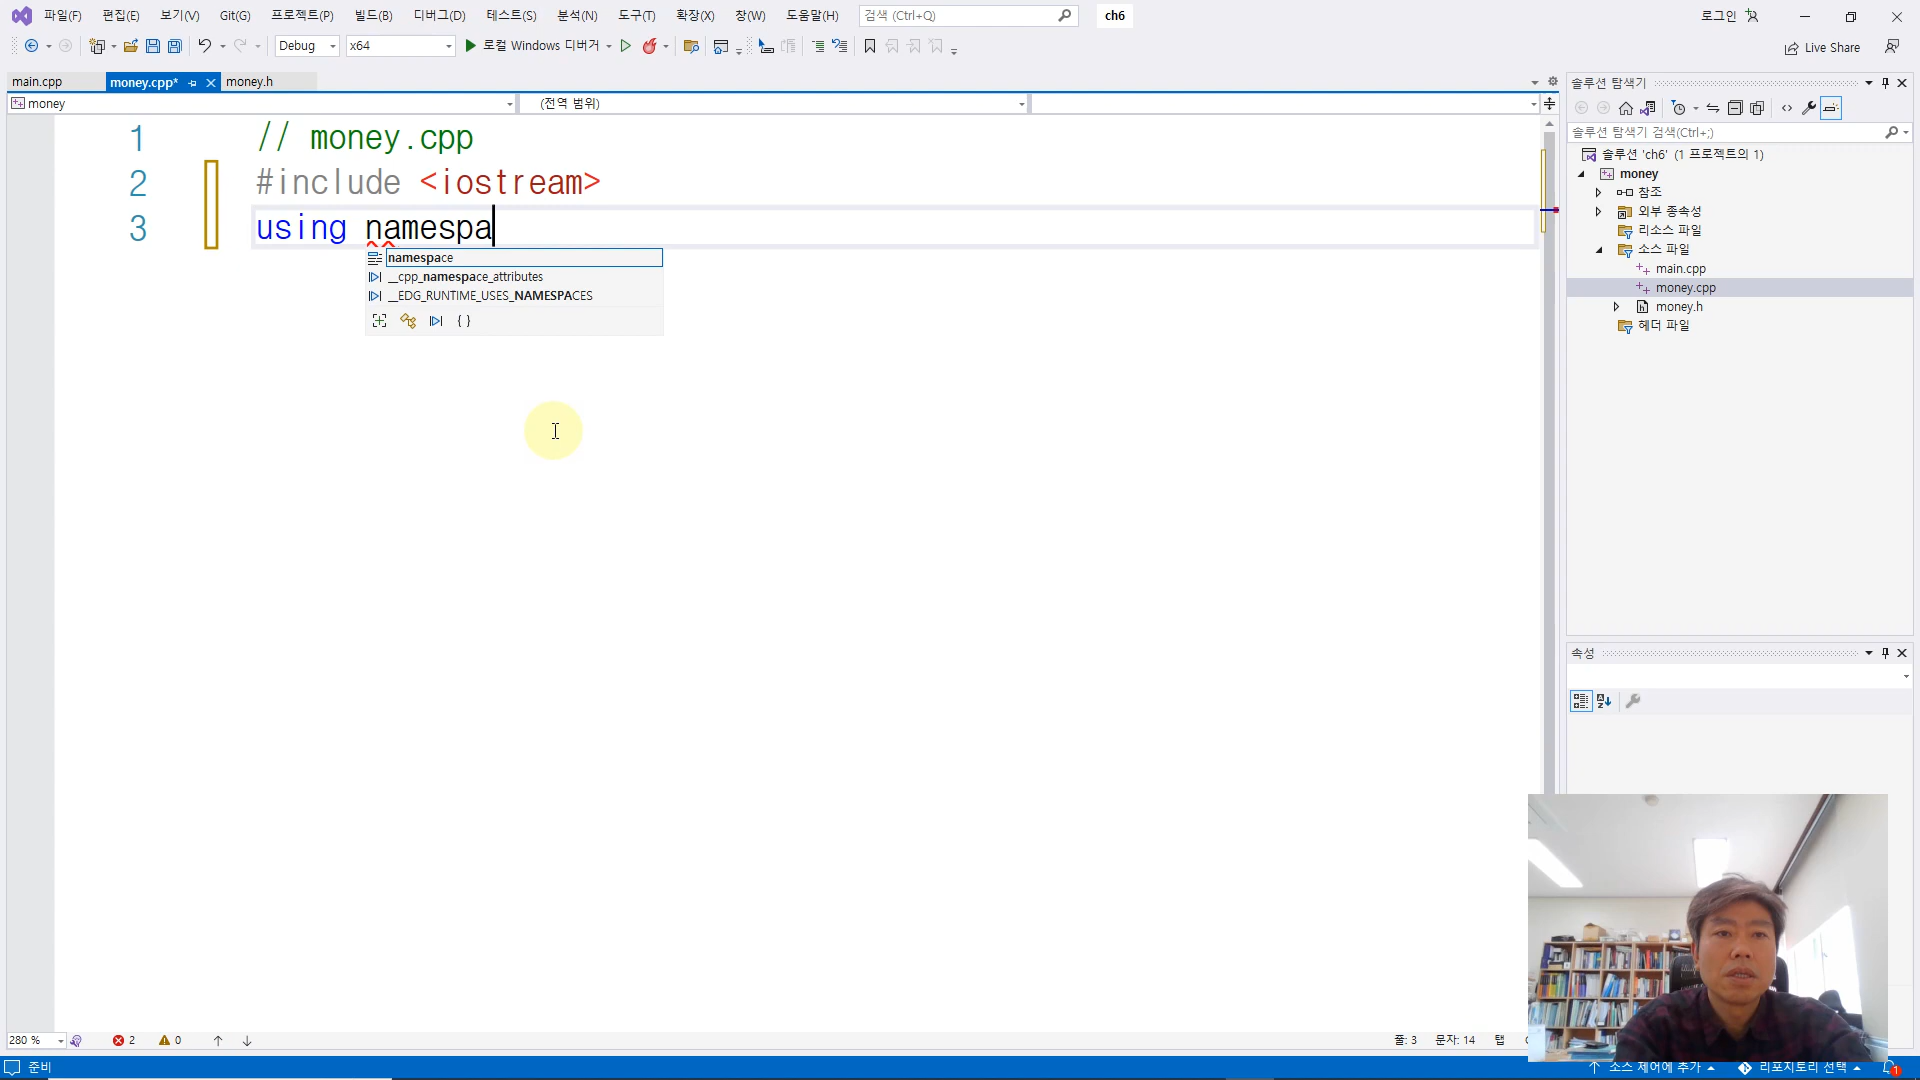 파일(F) 편집(E) 보기(V) Git(G) 프로젝트(P) 빌드(B) 디버그(D) 테스트(S) 분석(N) 도구(T) 확장(X) 창(W) 도움말(H) 검색 (Ctrl+Q) ch6 로그인
Debug x64 로컬 Windows 디버거 Live Share
main.cpp money.cpp* money.h
money (전역 범위)
1 // money.cpp
2 #include <iostream>
3 using namespa
namespace
__cpp_namespace_attributes
__EDG_RUNTIME_USES_NAMESPACES
{ }
솔루션 탐색기
솔루션 탐색기 검색(Ctrl+;)
솔루션 'ch6' (1 프로젝트의 1)
money
참조
외부 종속성
리소스 파일
소스 파일
main.cpp
money.cpp
money.h
헤더 파일
속성
280 % 2 0 줄: 3 문자: 14 탭
준비 소스 제어에 추가 리포지토리 선택 1